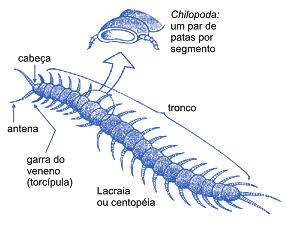 Chilopoda:
um par de
patas por
segmento
cabeça
tronco
antena
garra do
veneno
(torcípula)
Lacraia
ou centopéia